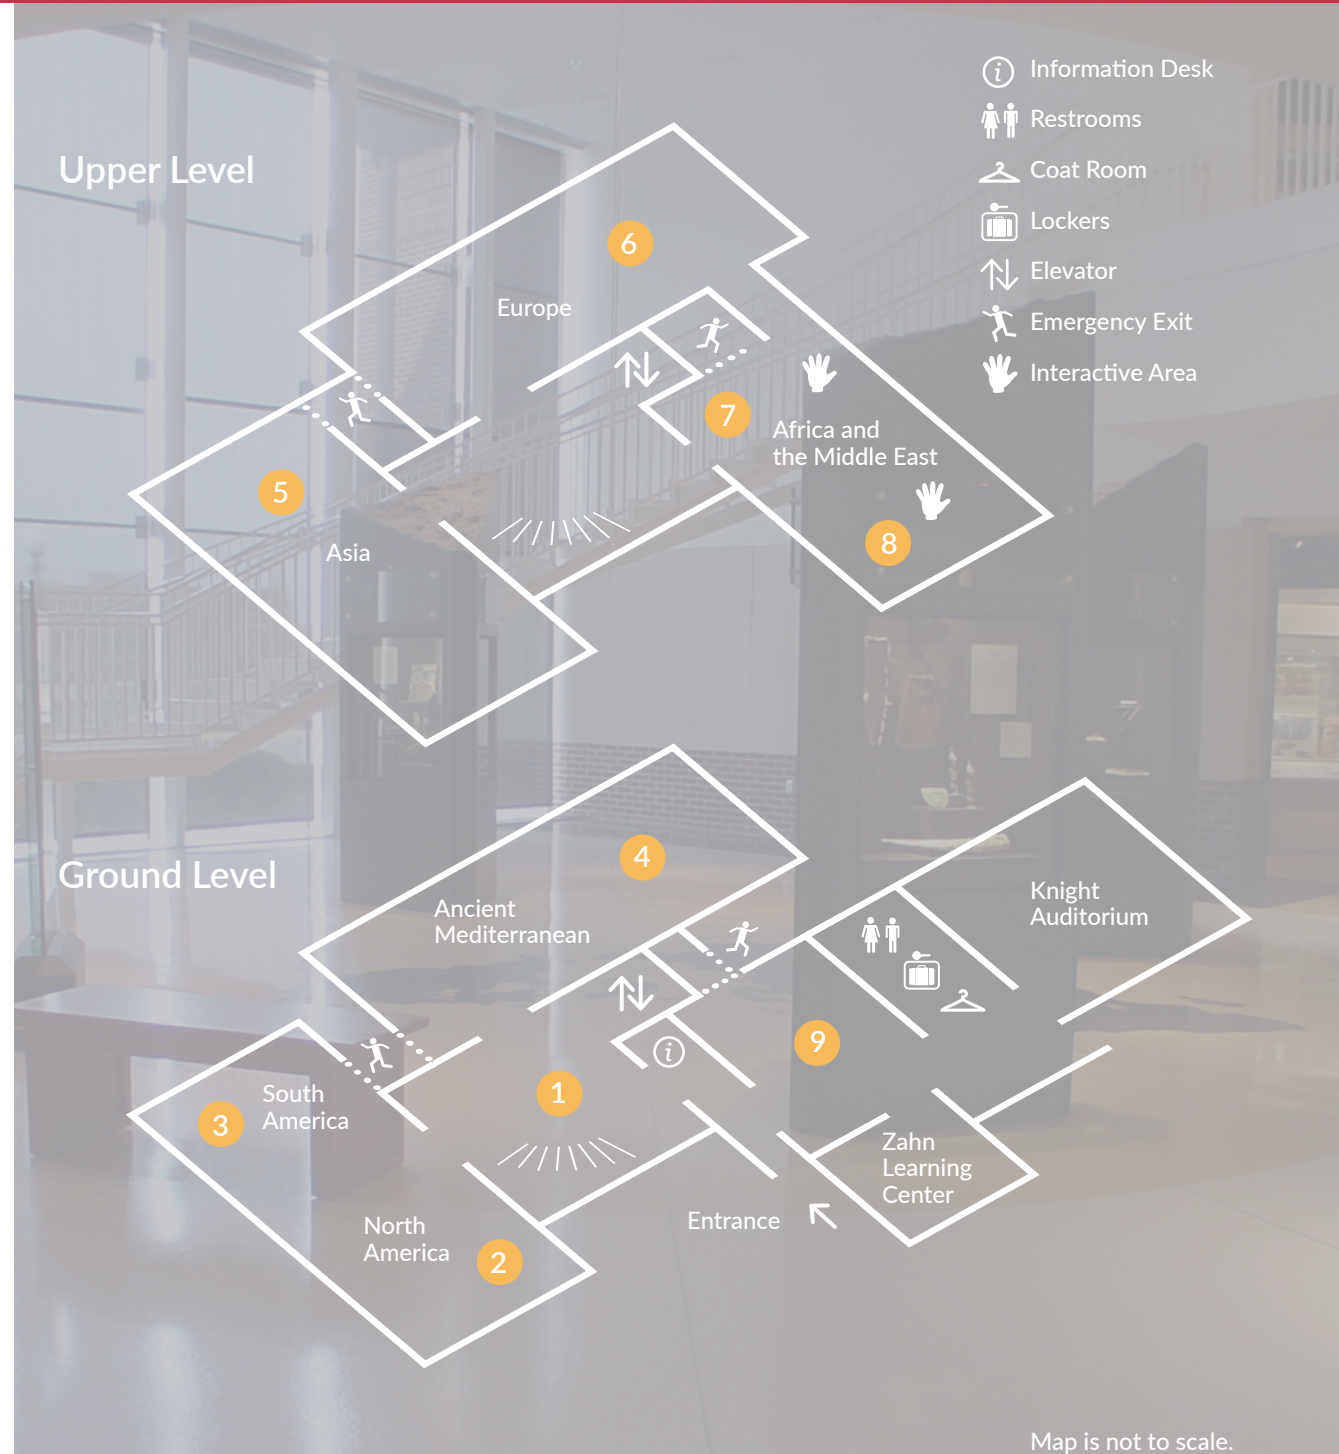 Upper Level
Information Desk
Restrooms
Coat Room
Lockers
Elevator
Emergency Exit
Interactive Area
6
Europe
7
Africa and
the Middle East
5
Asia
8
Ground Level
4
Ancient
Mediterranean
Knight
Auditorium
9
1
South
America
3
Zahn
Learning
Center
North
America
2
Entrance
Map is not to scale.